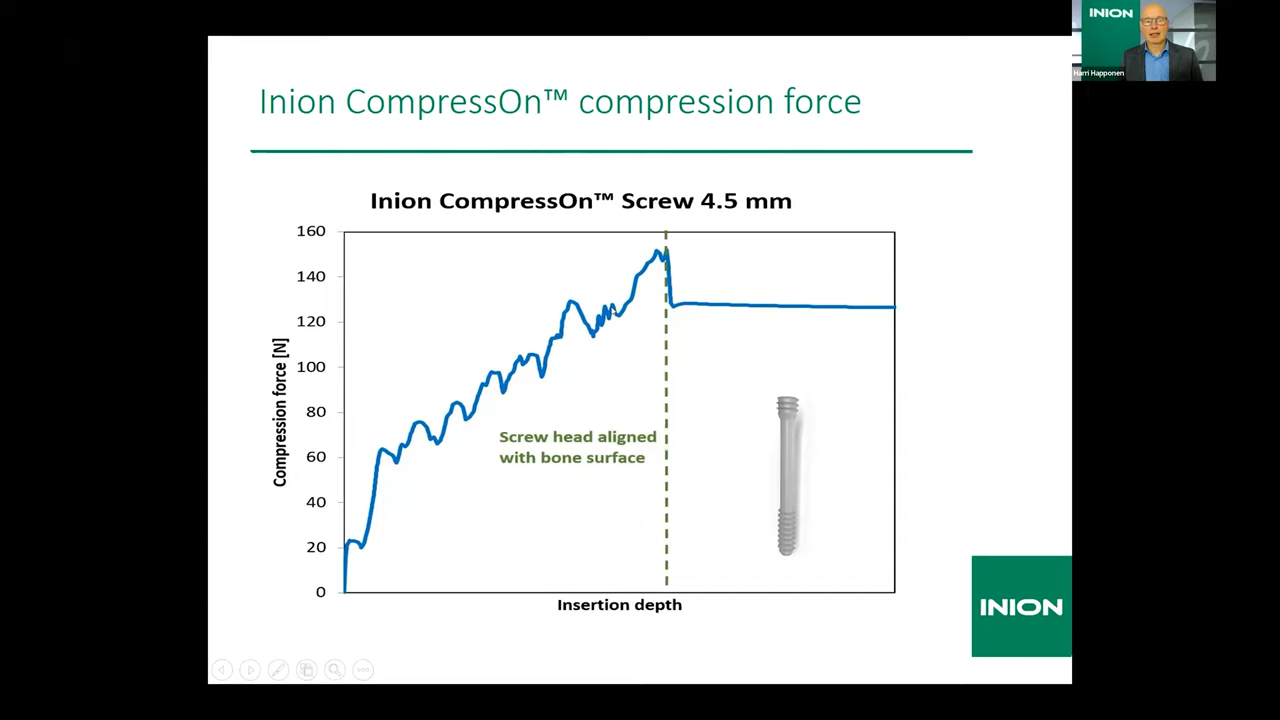 INION
Harri Happonen
Inion CompressOn™ compression force
Inion CompressOn™ Screw 4.5 mm
160
140
120
100
80
60
40
20
0
Compression force [N]
Screw head aligned
with bone surface
Insertion depth
INION